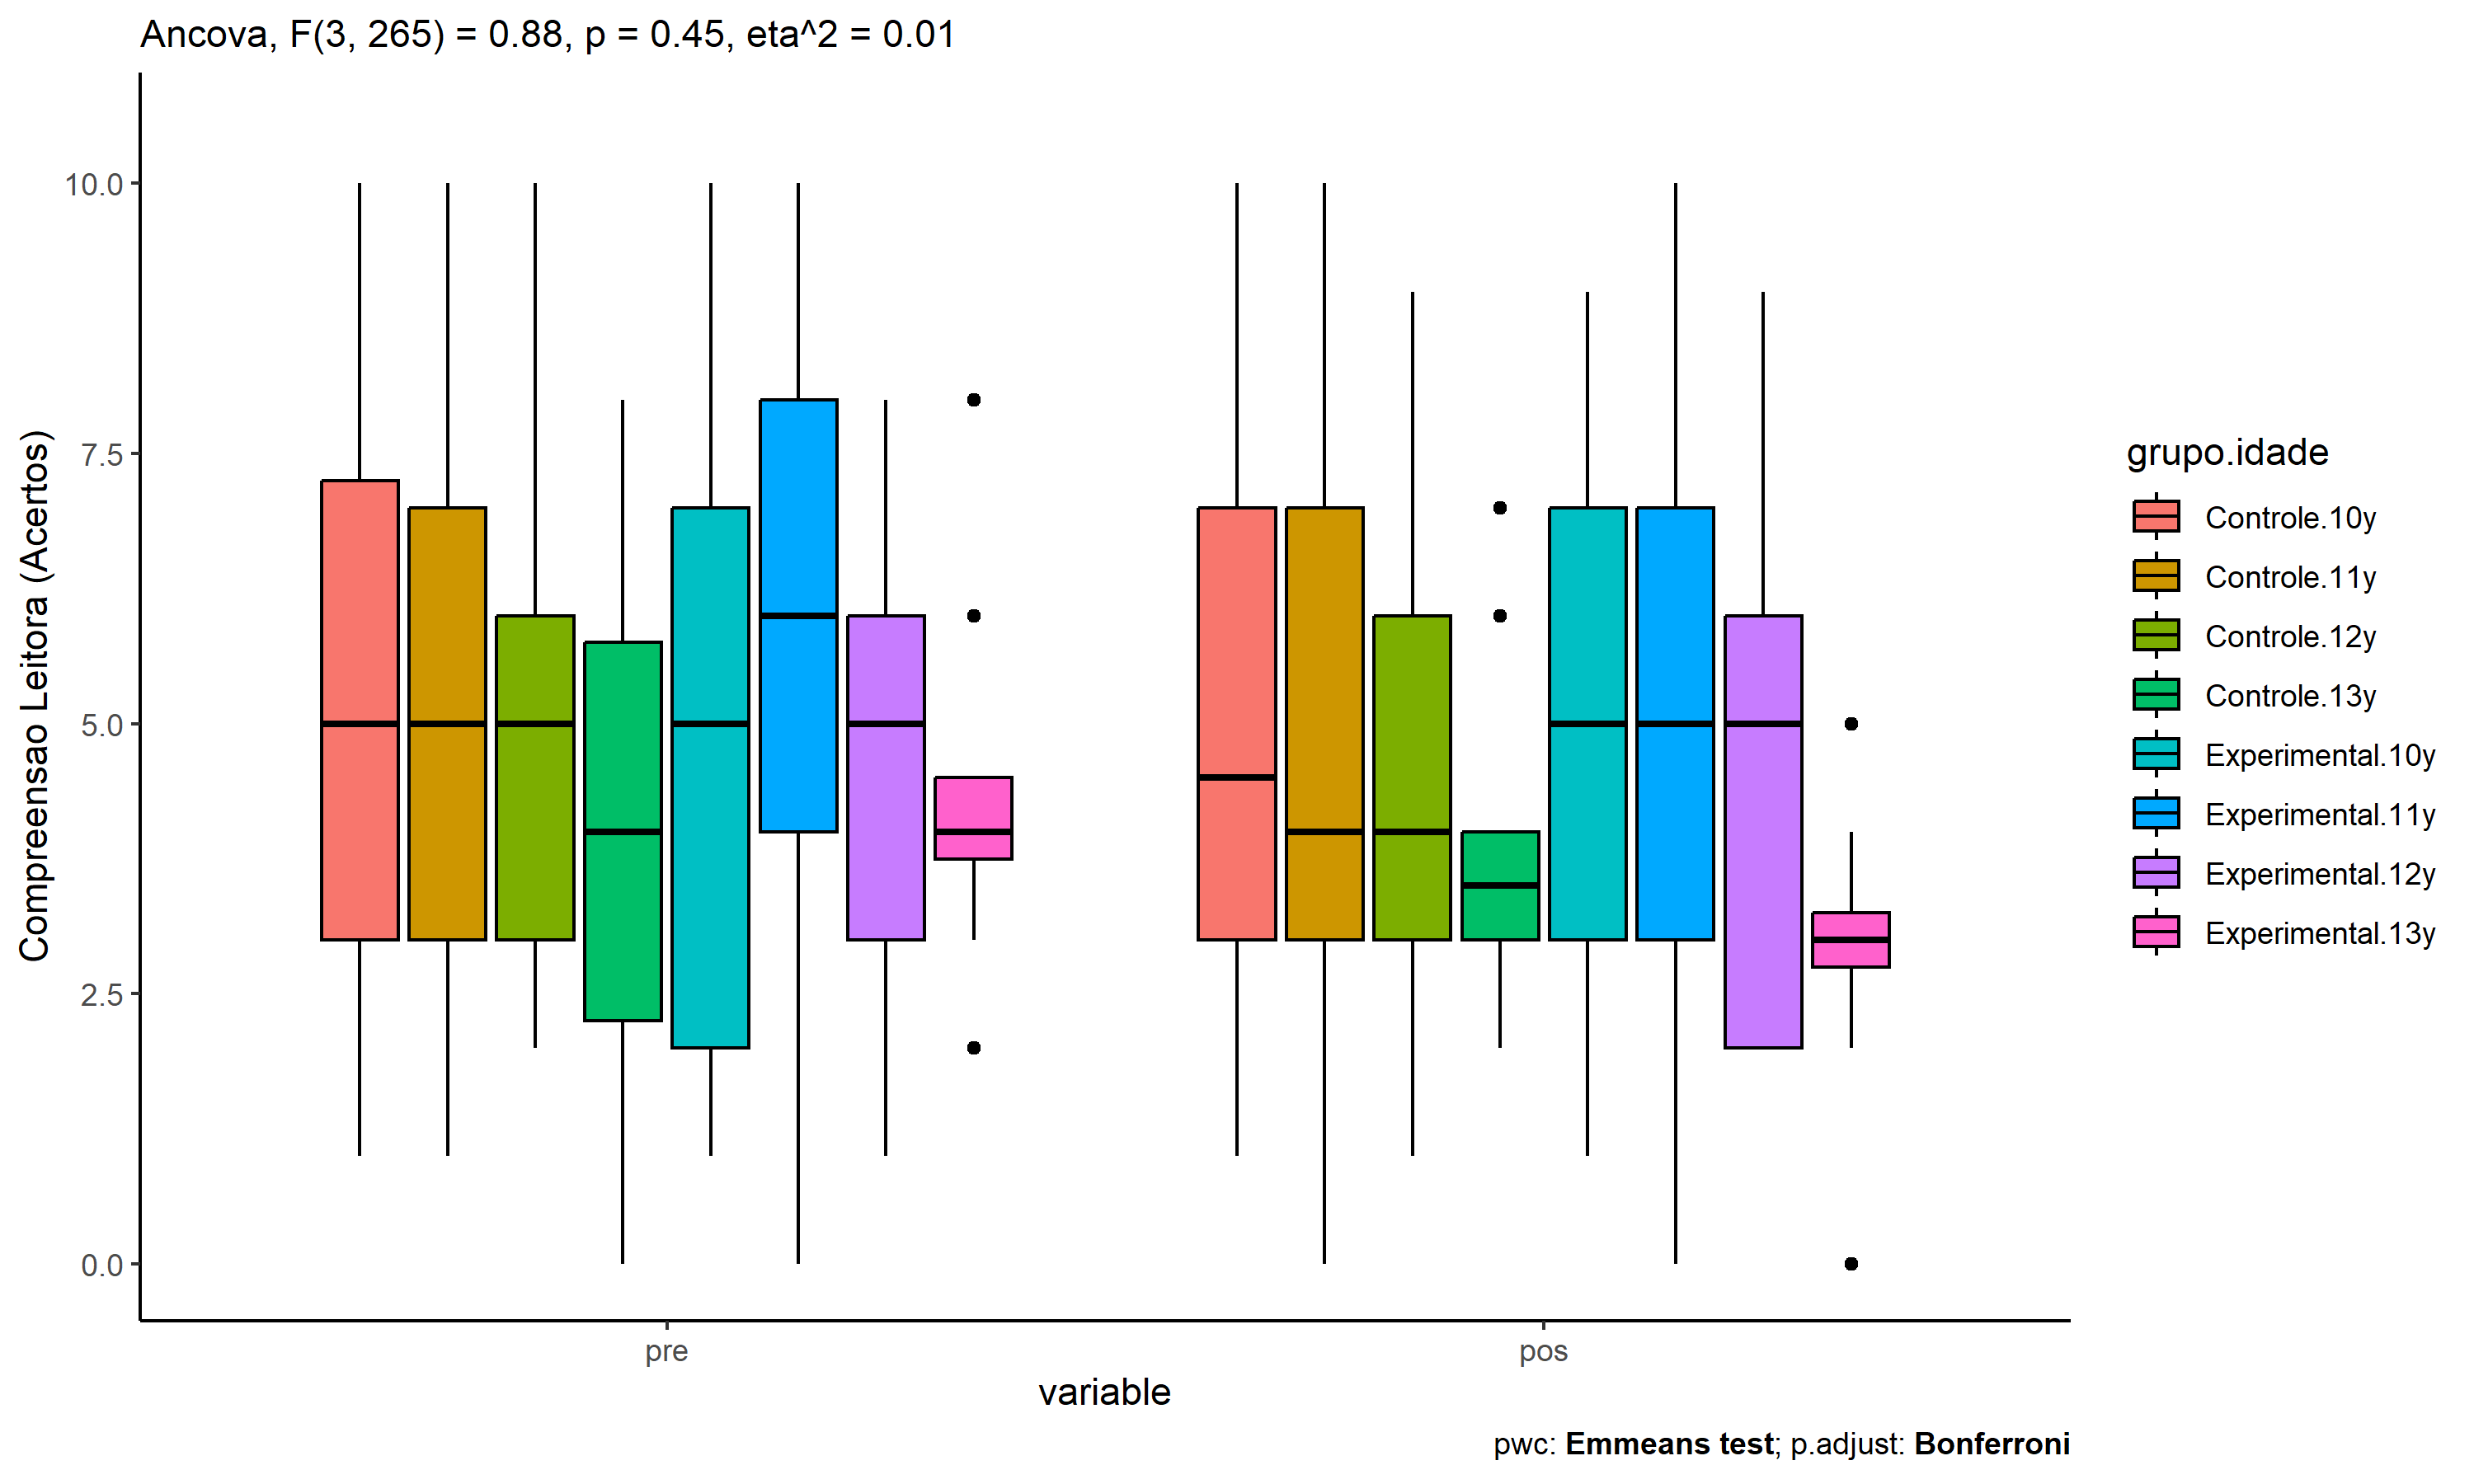 Ancova, F(3, 265) = 0.88, p = 0.45, eta^2 = 0.01
Compreensao Leitora (Acertos)
10.0
7.5
5.0
2.5
0.0
pre
pos
variable
grupo.idade
Controle.10y
Controle.11y
Controle.12y
Controle.13y
Experimental.10y
Experimental.11y
Experimental.12y
Experimental.13y
pwc: Emmeans test; p.adjust: Bonferroni